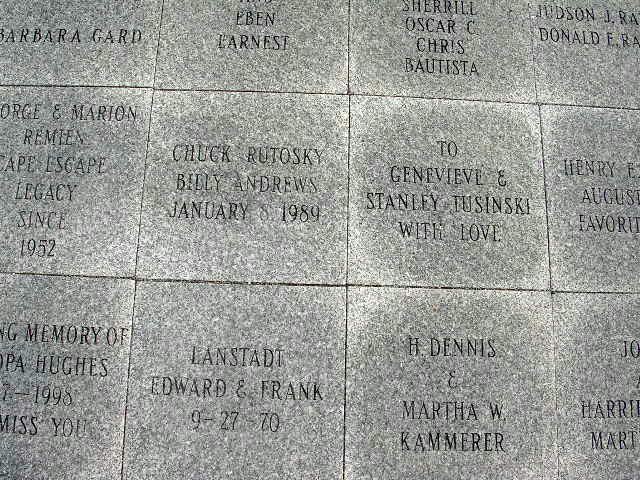 BARBARA GARD
EBEN
EARNEST
SHERRILL
OSCAR C
CHRIS
BAUTISTA
JUDSON J. RA
DONALD E. RA
ORGE & MARION
REMIEN
CAPE ESCAPE
LEGACY
SINCE
1952
CHUCK RUTOSKY
BILLY ANDREWS
JANUARY 8 1989
TO
GENEVIEVE &
STANLEY TUSINSKI
WITH LOVE
HENRY E
AUGUST
FAVORIT
NG MEMORY OF
OPA HUGHES
7-1998
MISS YOU
LANSTADT
EDWARD & FRANK
9-27-70
H. DENNIS
&
MARTHA W.
KAMMERER
JO
HARRI
MART